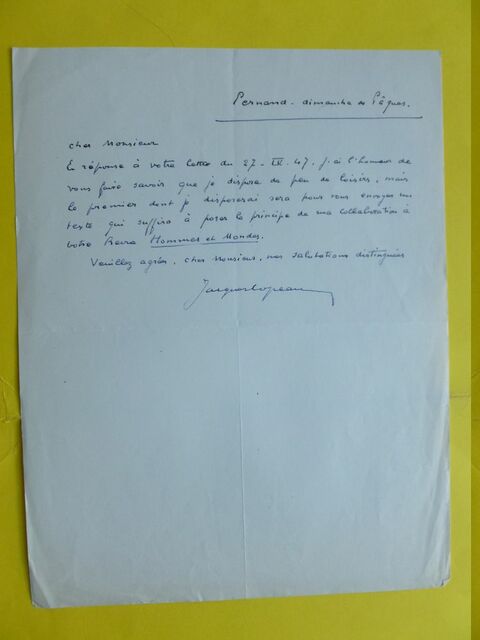 Pernand - dimanche de Pâques.
cher Monsieur
En réponse à votre lettre du 27-III-47, j'ai l'honneur de
vous faire savoir que je dispose de peu de loisirs, mais
le premier dont je disposerai sera pour vous envoyer un
texte qui suffira à poser le principe de ma collaboration à
votre Revue Hommes et Mondes.
Veuillez agréer, cher Monsieur, mes salutations distinguées
Jacques Copeau